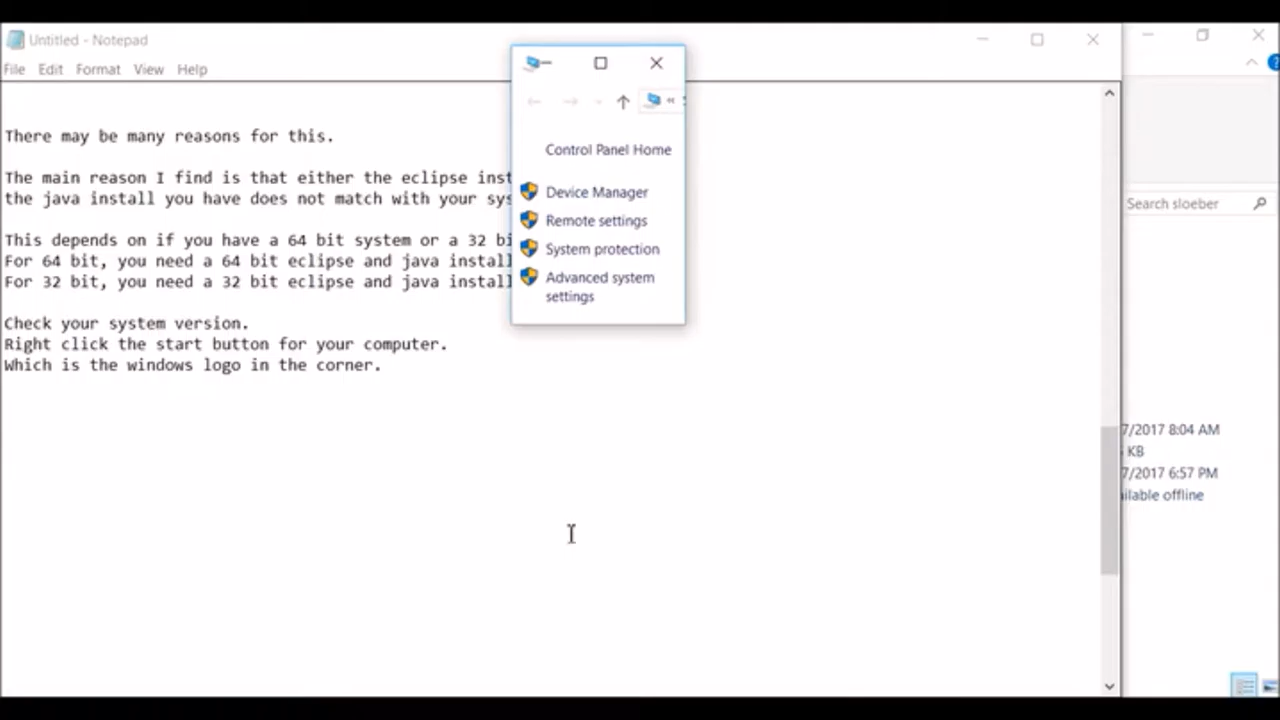 Untitled - Notepad
File Edit Format View Help
There may be many reasons for this.
The main reason I find is that either the eclipse
the java install you have does not match with your
This depends on if you have a 64 bit system or a 32
For 64 bit, you need a 64 bit eclipse and java install
For 32 bit, you need a 32 bit eclipse and java install
Check your system version.
Right click the start button for your computer.
Which is the windows logo in the corner.
Control Panel Home
Device Manager
Remote settings
System protection
Advanced system
settings
Search sloeber
7/2017 8:04 AM
KB
7/2017 6:57 PM
offline